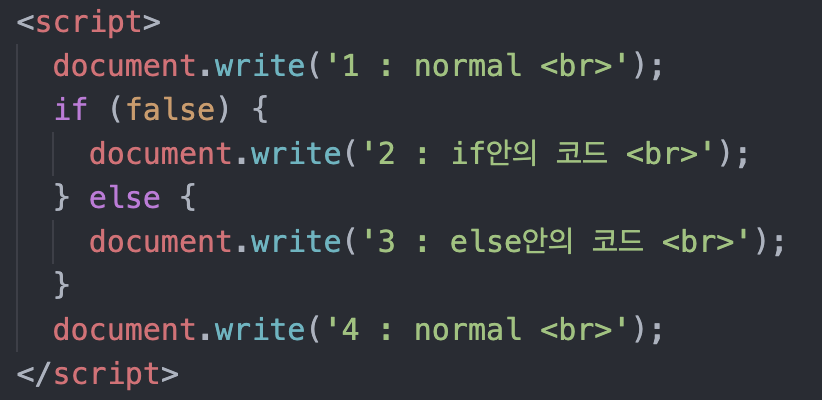 <script>
document.write('1 : normal <br>');
if (false) {
document.write('2 : if안의 코드 <br>');
} else {
document.write('3 : else안의 코드 <br>');
}
document.write('4 : normal <br>');
</script>